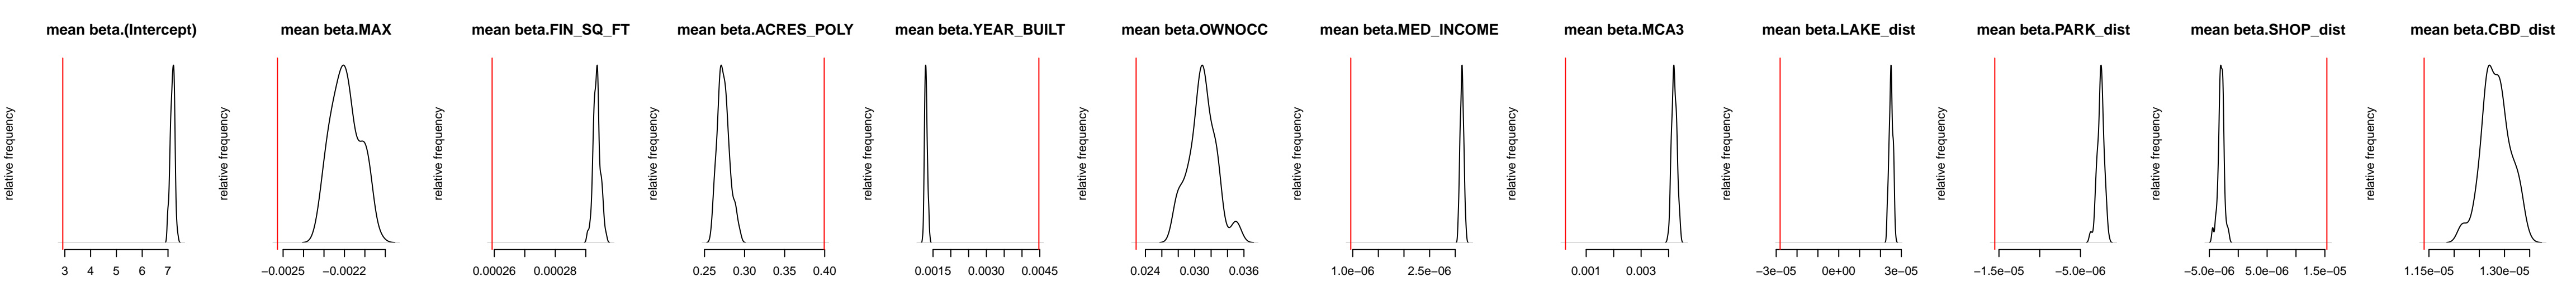 mean beta.(Intercept)
relative frequency
3 4 5 6 7
mean beta.MAX
relative frequency
−0.0025 −0.0022
mean beta.FIN_SQ_FT
relative frequency
0.00026 0.00028
mean beta.ACRES_POLY
relative frequency
0.25 0.30 0.35 0.40
mean beta.YEAR_BUILT
relative frequency
0.0015 0.0030 0.0045
mean beta.OWNOCC
relative frequency
0.024 0.030 0.036
mean beta.MED_INCOME
relative frequency
1.0e−06 2.5e−06
mean beta.MCA3
relative frequency
0.001 0.003
mean beta.LAKE_dist
relative frequency
−3e−05 0e+00 3e−05
mean beta.PARK_dist
relative frequency
−1.5e−05 −5.0e−06
mean beta.SHOP_dist
relative frequency
−5.0e−06 5.0e−06 1.5e−05
mean beta.CBD_dist
relative frequency
1.15e−05 1.30e−05